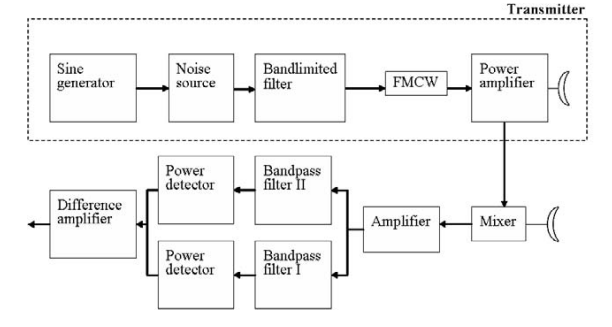 Transmitter
Sine
generator
Noise
source
Bandlimited
filter
FMCW
Power
amplifier
Difference
amplifier
Power
detector
Bandpass
filter II
Amplifier
Mixer
Power
detector
Bandpass
filter I